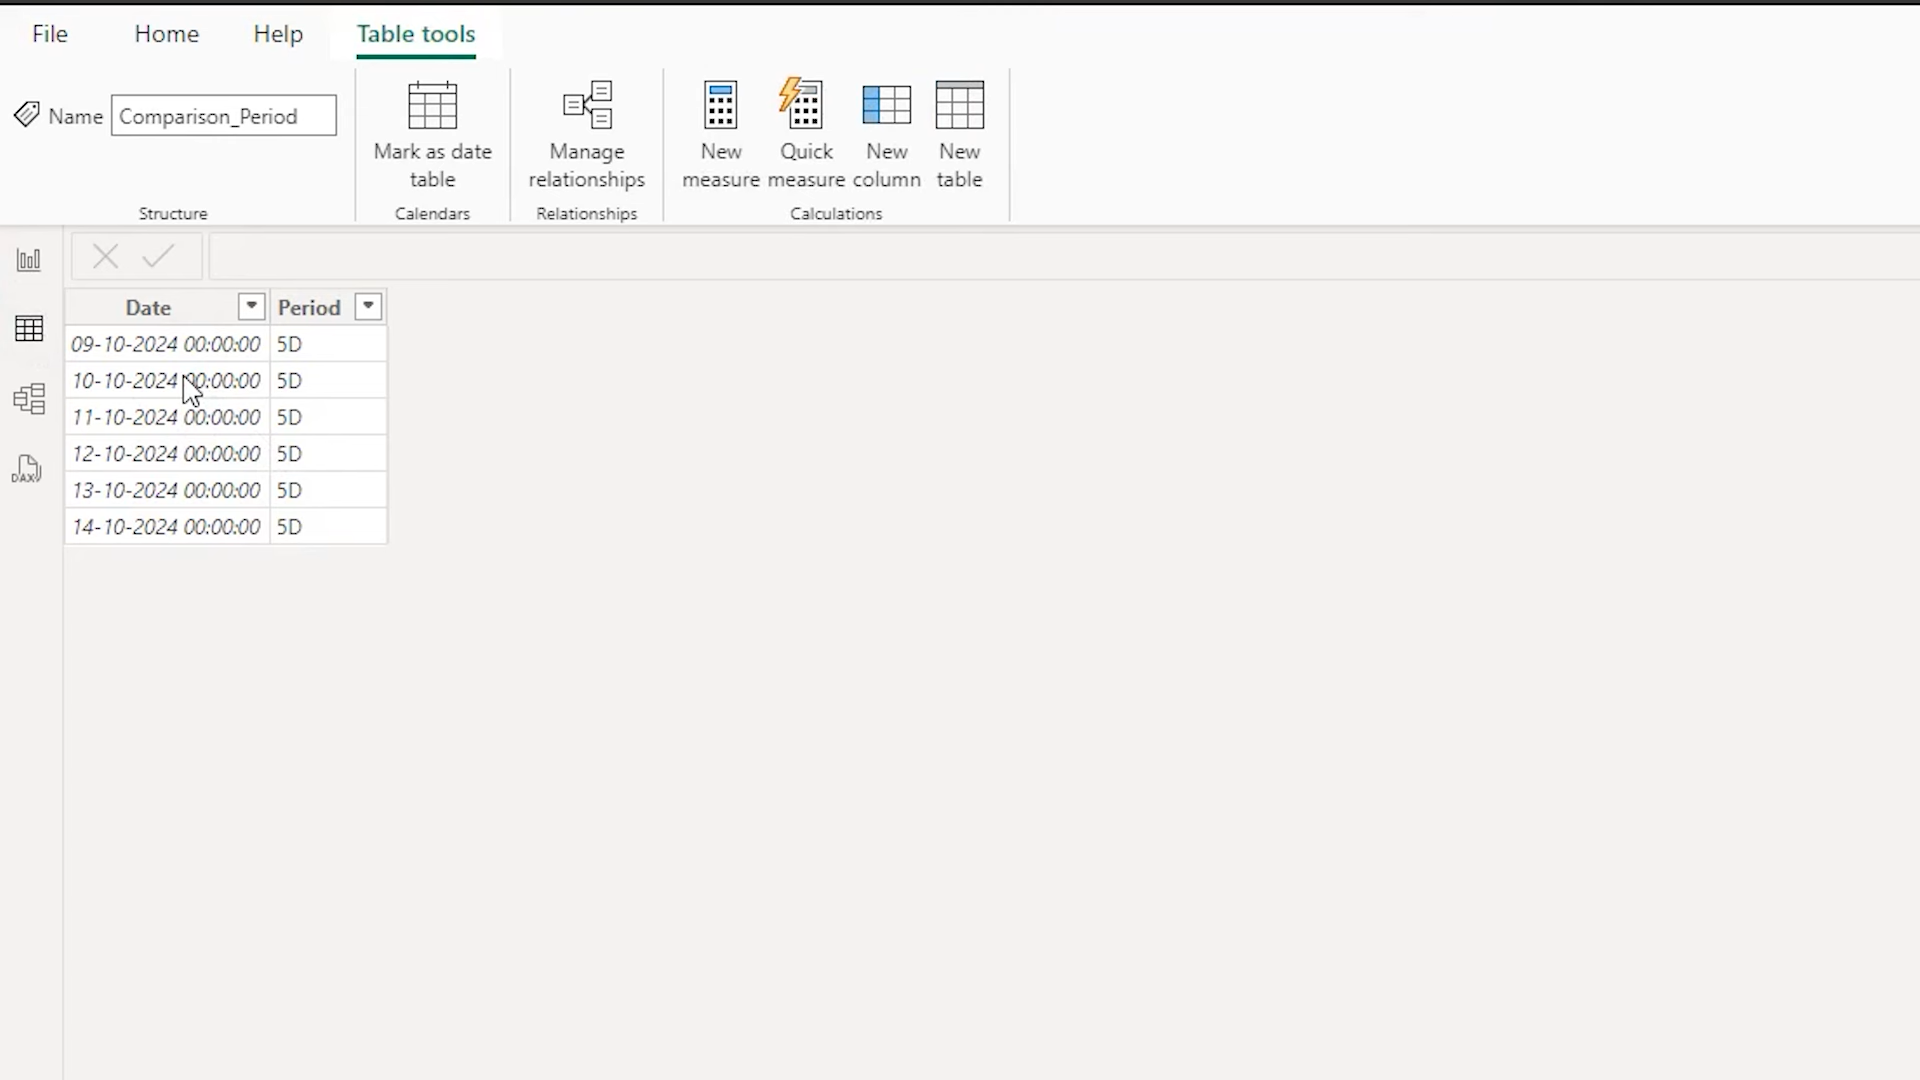 File Home Help Table tools
Name Comparison_Period
Mark as date table
Manage relationships
New measure
Quick measure
New column
New table
Structure Calendars Relationships Calculations
Date Period
09-10-2024 00:00:00 5D
10-10-2024 00:00:00 5D
11-10-2024 00:00:00 5D
12-10-2024 00:00:00 5D
13-10-2024 00:00:00 5D
14-10-2024 00:00:00 5D
DAX